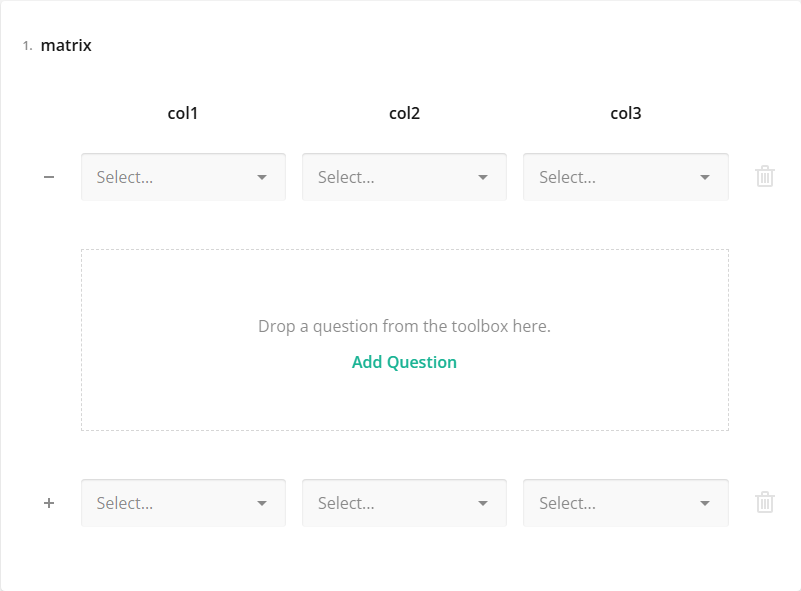 1. matrix
col1 col2 col3
Select... Select... Select...
Drop a question from the toolbox here.
Add Question
Select... Select... Select...